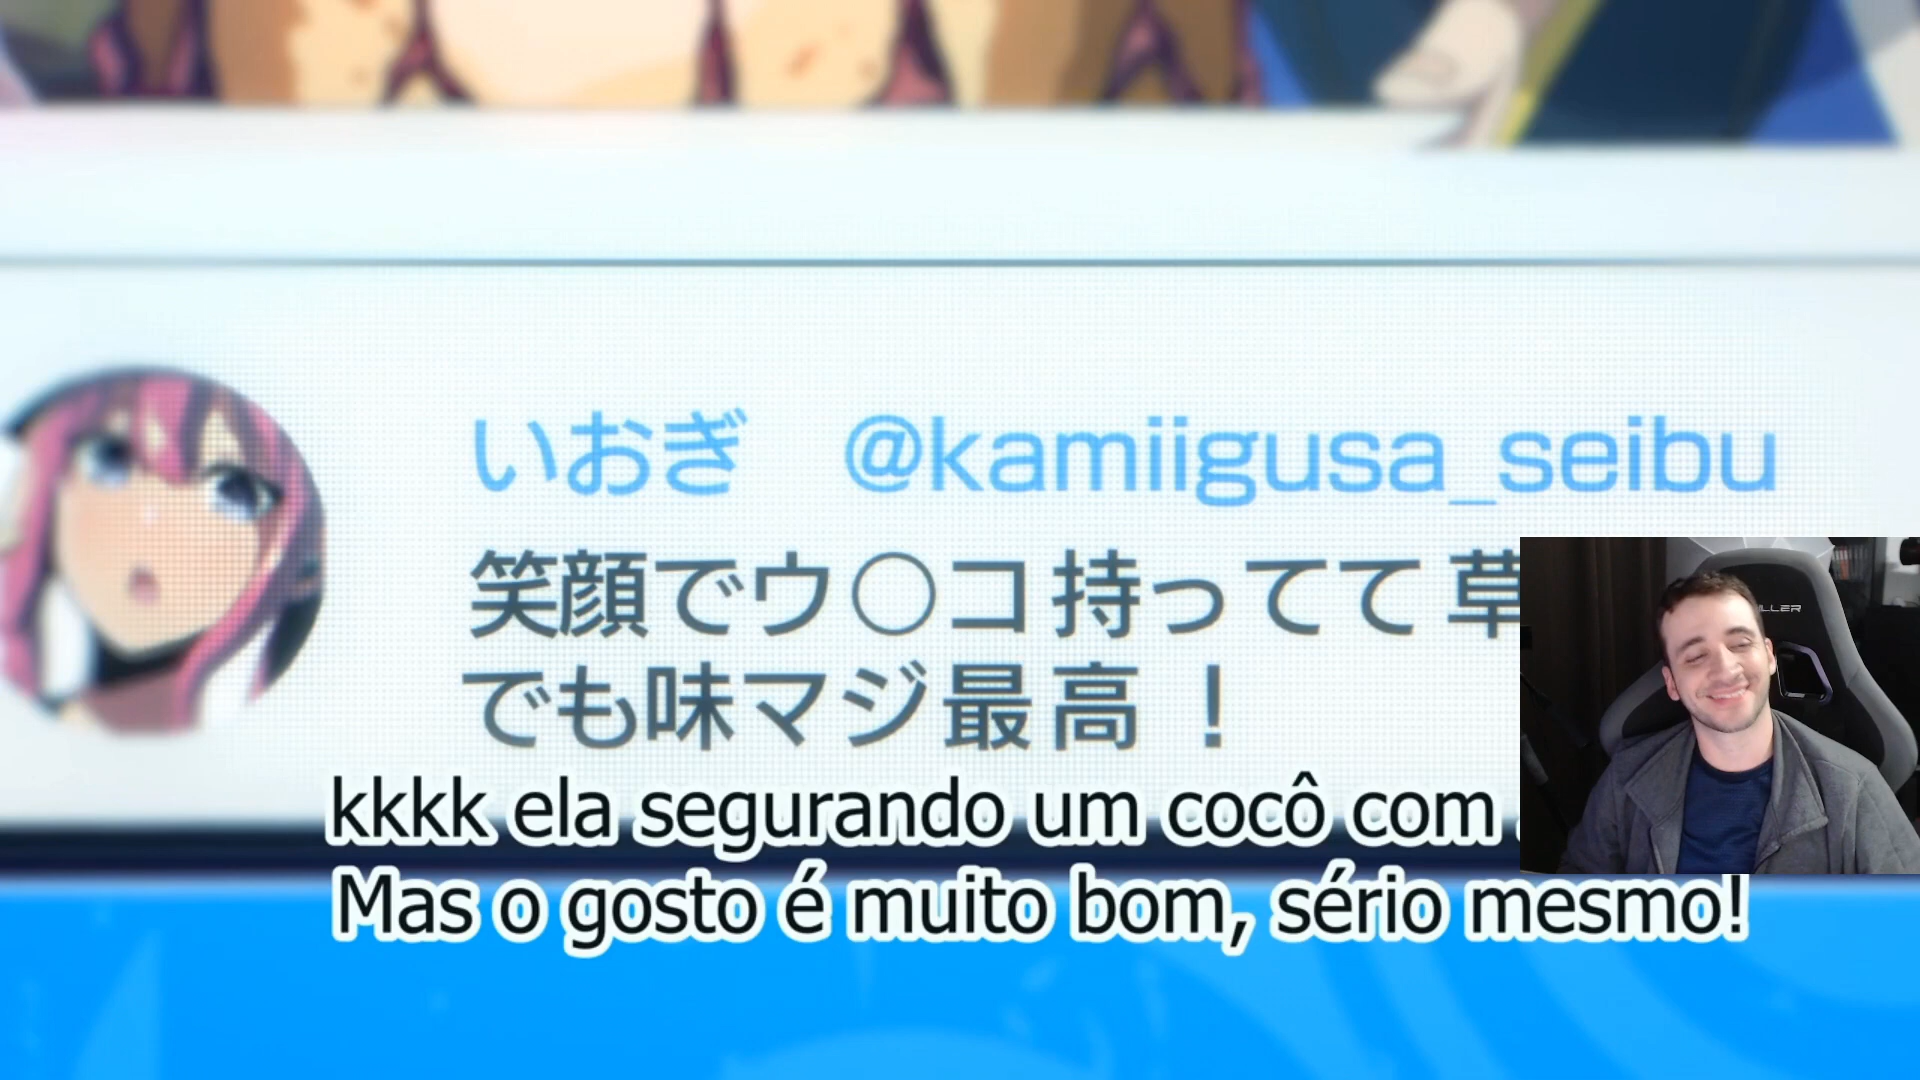 いおぎ @kamiigusa_seibu
笑顔でウ○コ持ってて草
でも味マジ最高!
kkkk ela segurando um cocô com
Mas o gosto é muito bom, sério mesmo!